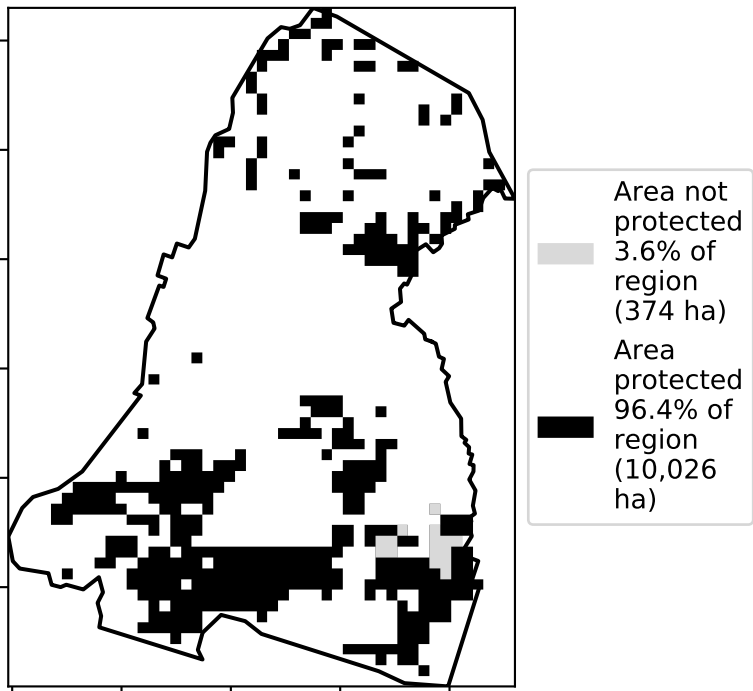 Area not
protected
3.6% of
region
(374 ha)
Area
protected
96.4% of
region
(10,026
ha)